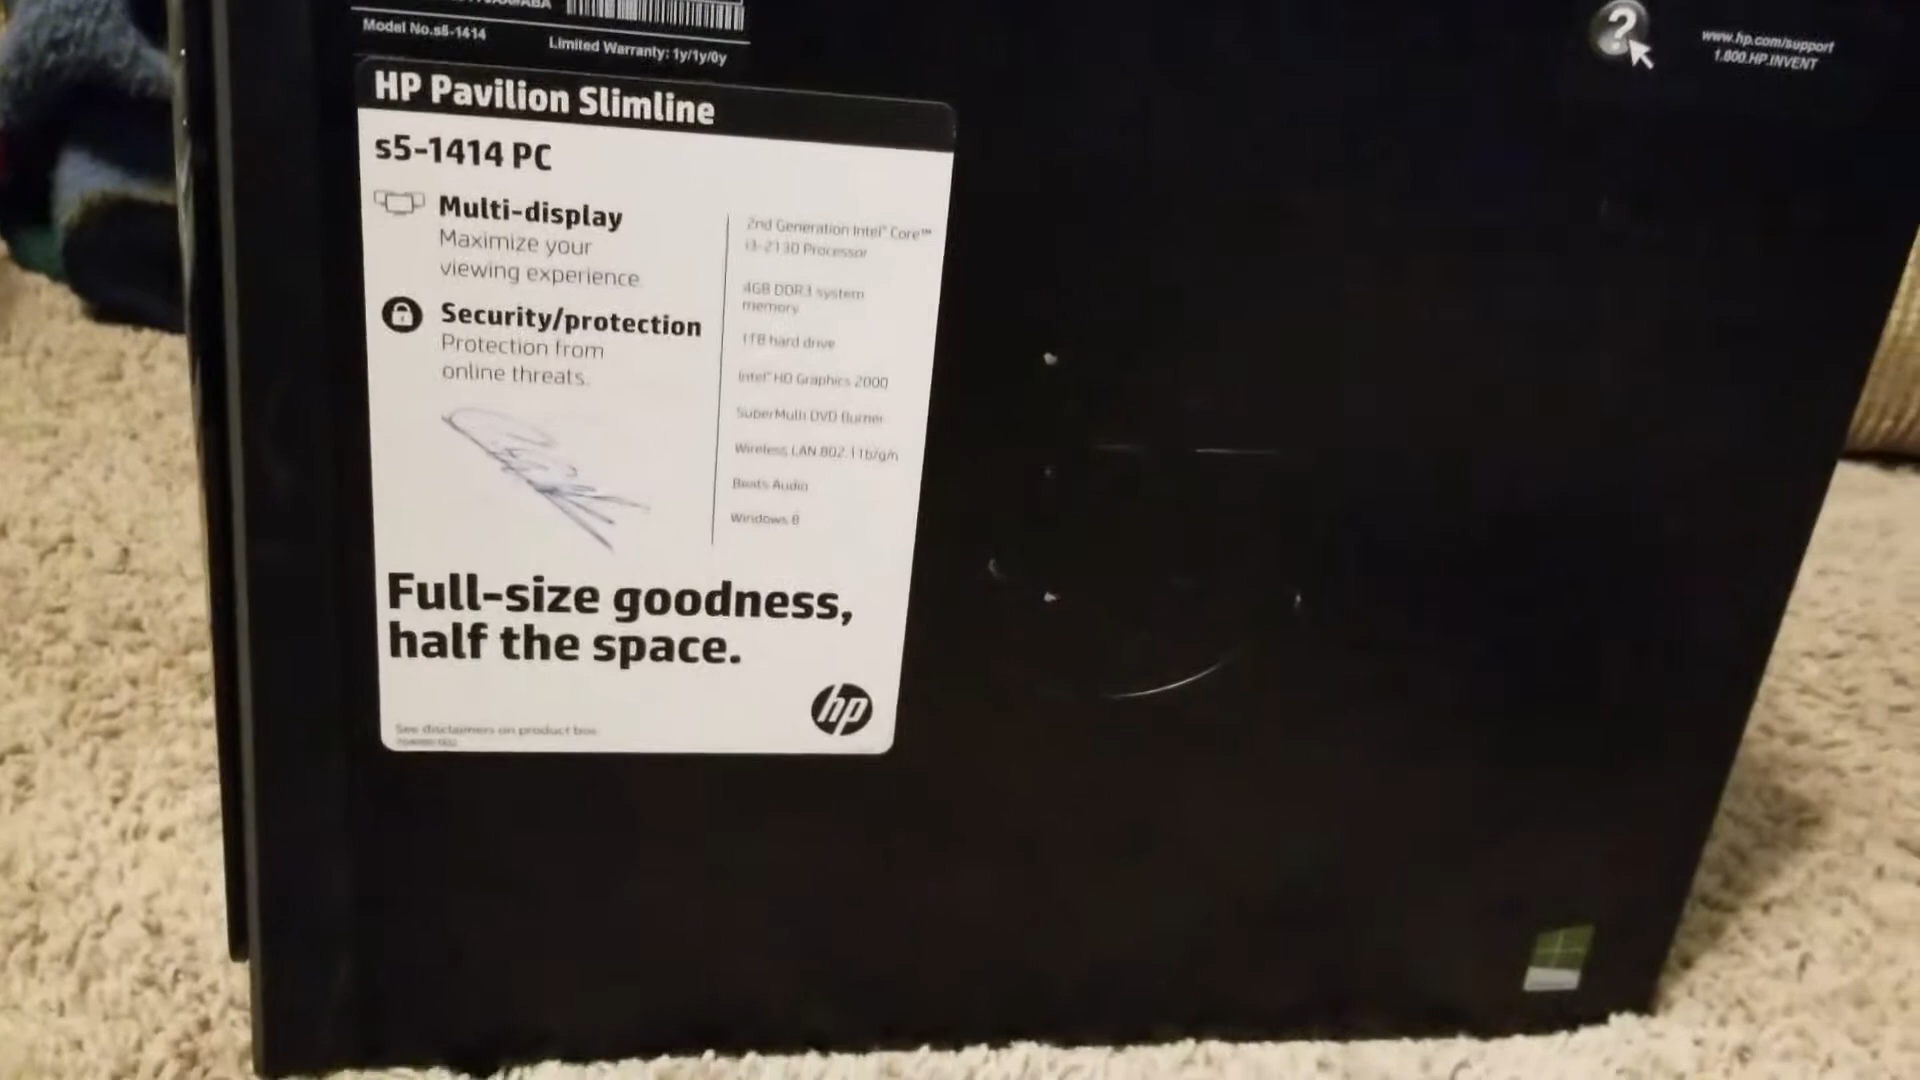 Model No.s5-1414
Limited Warranty: 1y/1y/0y
HP Pavilion Slimline
s5-1414 PC
Multi-display
Maximize your
viewing experience
Security/protection
Protection from
online threats.
2nd Generation Intel® Core™
i3-2130 Processor
4GB DDR3 system
memory
1TB hard drive
Intel® HD Graphics 2000
SuperMulti DVD Burner
Wireless LAN 802.11b/g/n
Beats Audio
Windows 8
Full-size goodness,
half the space.
hp
See disclaimers on product box
?
www.hp.com/support
1.800.HP.INVENT